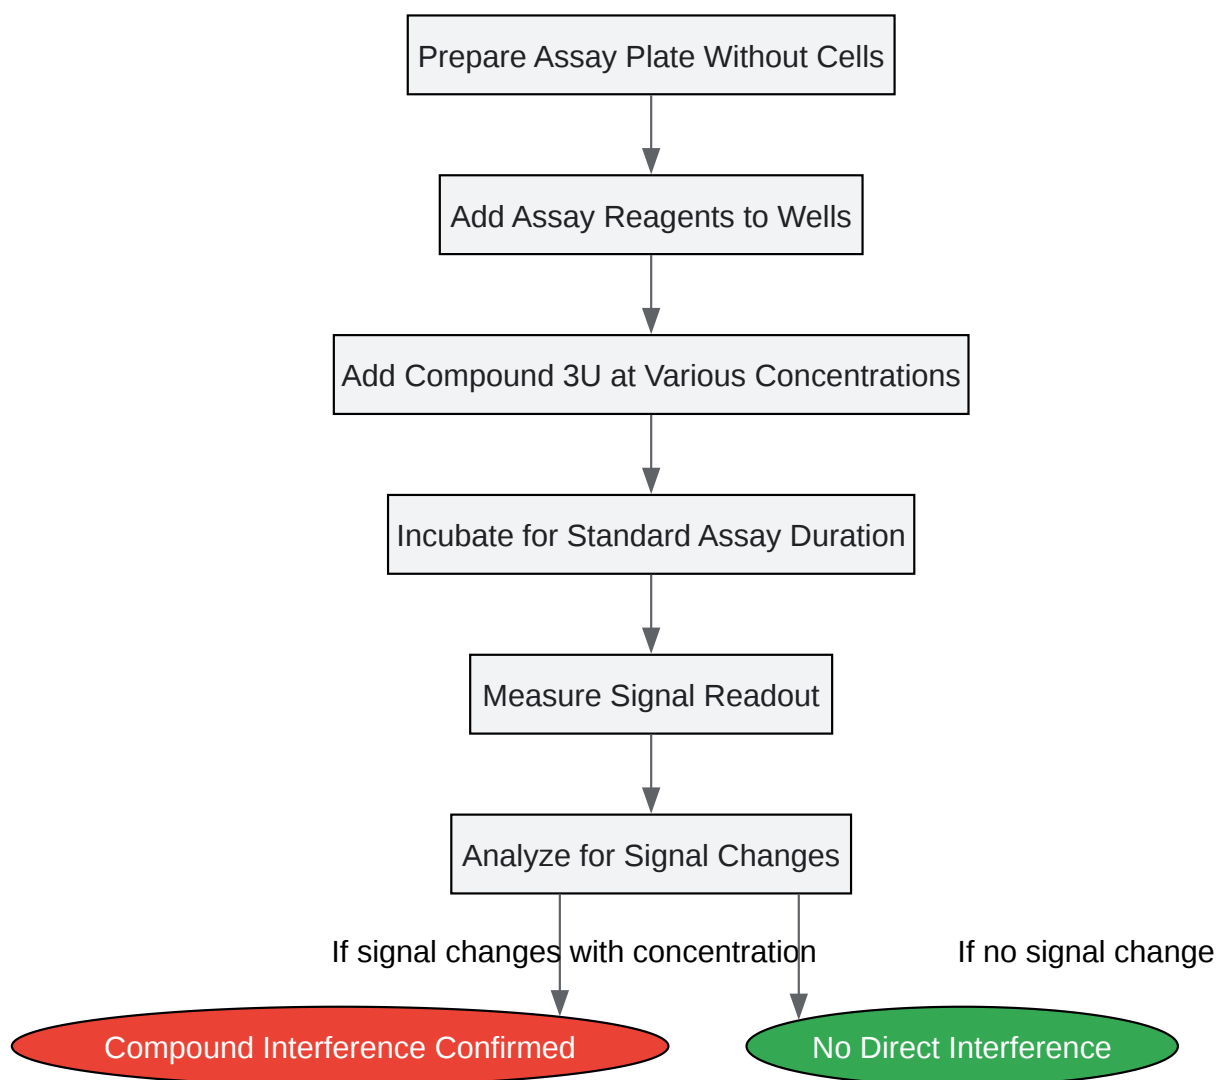 Prepare Assay Plate Without Cells
Add Assay Reagents to Wells
Add Compound 3U at Various Concentrations
Incubate for Standard Assay Duration
Measure Signal Readout
Analyze for Signal Changes
If signal changes with concentration
If no signal change
Compound Interference Confirmed
No Direct Interference